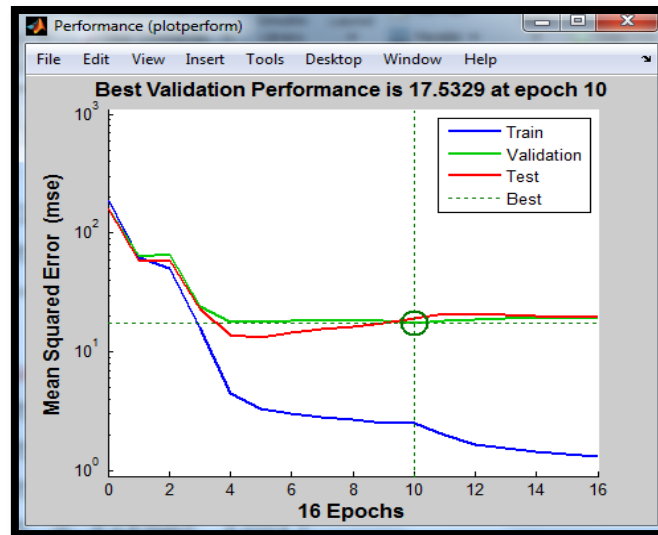 Performance (plotperform)
File Edit View Insert Tools Desktop Window Help
Best Validation Performance is 17.5329 at epoch 10
Mean Squared Error (mse)
10^3
10^2
10^1
10^0
Train
Validation
Test
Best
0 2 4 6 8 10 12 14 16
16 Epochs